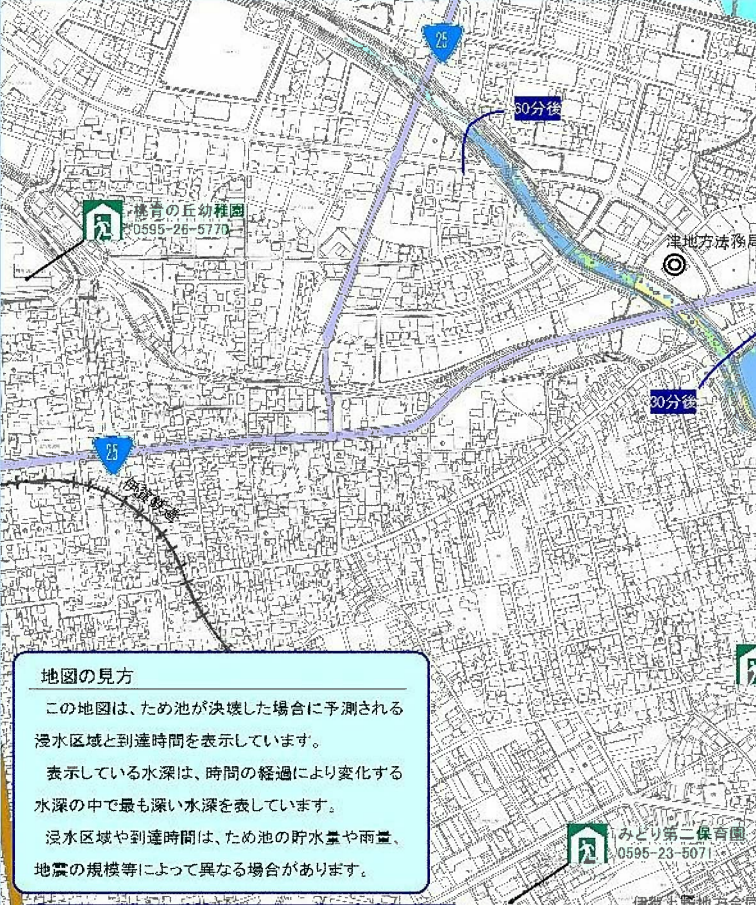 25
60分後
桃青の丘幼稚園
0595-26-5770
津地方法務局
30分後
25
伊賀鉄道
地図の見方
この地図は、ため池が決壊した場合に予測される
浸水区域と到達時間を表示しています。
表示している水深は、時間の経過により変化する
水深の中で最も深い水深を表しています。
浸水区域や到達時間は、ため池の貯水量や雨量、
地震の規模等によって異なる場合があります。
みどり第二保育園
0595-23-5071